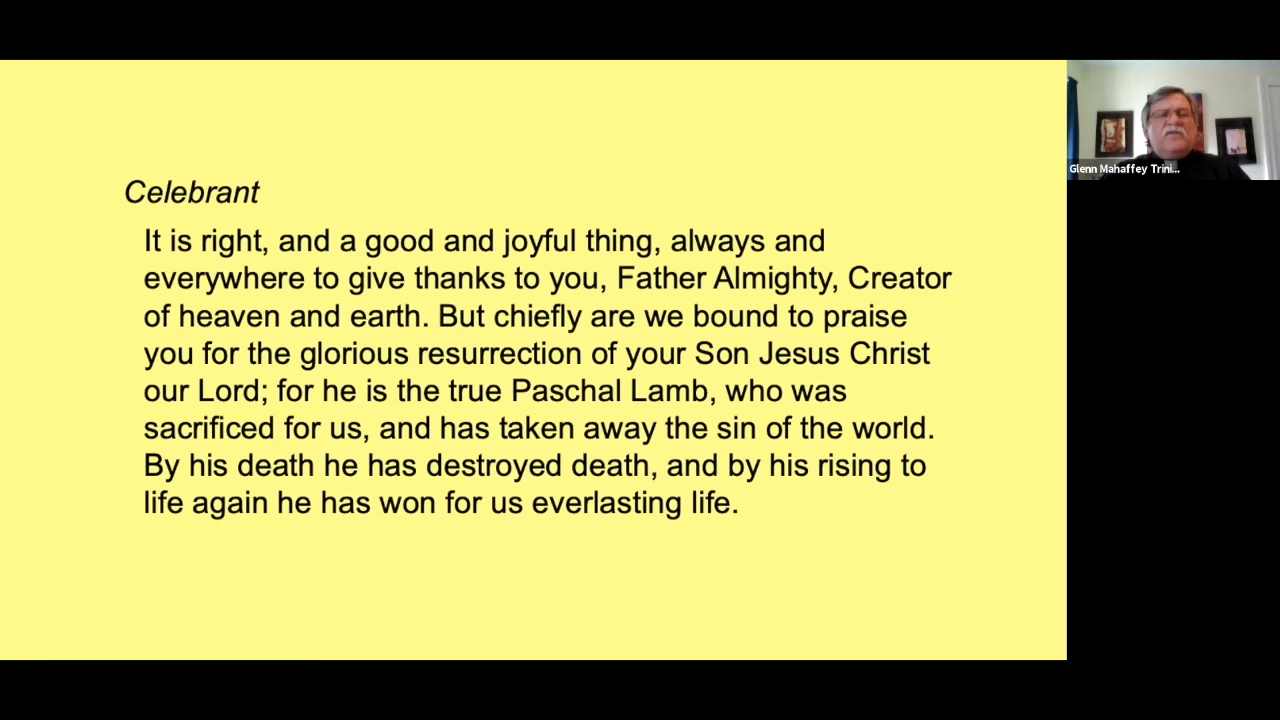 Celebrant
It is right, and a good and joyful thing, always and
everywhere to give thanks to you, Father Almighty, Creator
of heaven and earth. But chiefly are we bound to praise
you for the glorious resurrection of your Son Jesus Christ
our Lord; for he is the true Paschal Lamb, who was
sacrificed for us, and has taken away the sin of the world.
By his death he has destroyed death, and by his rising to
life again he has won for us everlasting life.
Glenn Mahaffey Trini...